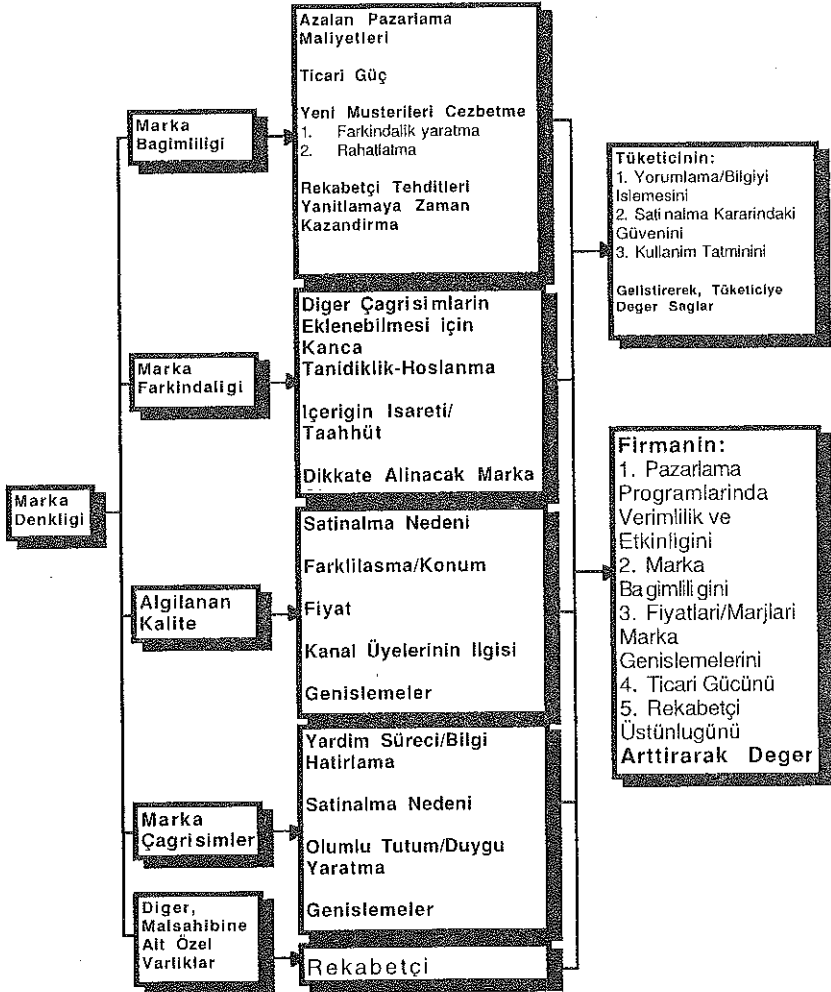 Marka
Denkligi
Marka
Bagimliligi
Azalan Pazarlama
Maliyetleri
Ticari Güç
Yeni Musterileri Cezbetme
1. Farkindalik yaratma
2. Rahatlatma
Rekabetçi Tehditleri
Yanitlamaya Zaman
Kazandirma
Marka
Farkindaligi
Diger Çagrisimlarin
Eklenebilmesi için
Kanca
Tanidiklik-Hoslanma
Içerigin Isareti/
Taahhüt
Dikkate Alinacak Marka
Algilanan
Kalite
Satinalma Nedeni
Farklilasma/Konum
Fiyat
Kanal Üyelerinin Ilgisi
Genislemeler
Marka
Çagrisimler
Yardim Süreci/Bilgi
Hatirlama
Satinalma Nedeni
Olumlu Tutum/Duygu
Yaratma
Genislemeler
Diger,
Malsahibine
Ait Özel
Varliklar
Rekabetçi
Tüketicinin:
1. Yorumlama/Bilgiyi
Islemesini
2. Satinalma Kararindaki
Güvenini
3. Kullanim Tatminini
Gelistirerek, Tüketiciye
Deger Saglar
Firmanin:
1. Pazarlama
Programlarinda
Verimlilik ve
Etkinligini
2. Marka
Bagimliligini
3. Fiyatlari/Marjlari
Marka
Genislemelerini
4. Ticari Gücünü
5. Rekabetçi
Üstünlugünü
Arttirarak Deger